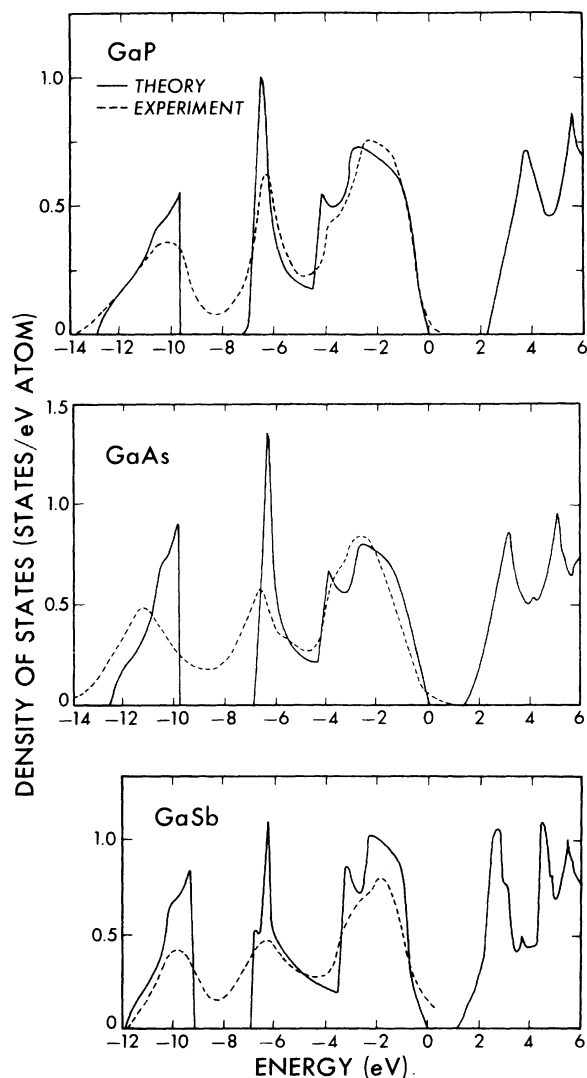 GaP
— THEORY
--- EXPERIMENT
1.0
0.5
0
−14 −12 −10 −8 −6 −4 −2 0 2 4 6
DENSITY OF STATES (STATES/eV ATOM)
GaAs
1.5
1.0
0.5
0
−14 −12 −10 −8 −6 −4 −2 0 2 4 6
GaSb
1.0
0.5
0
−12 −10 −8 −6 −4 −2 0 2 4 6
ENERGY (eV)